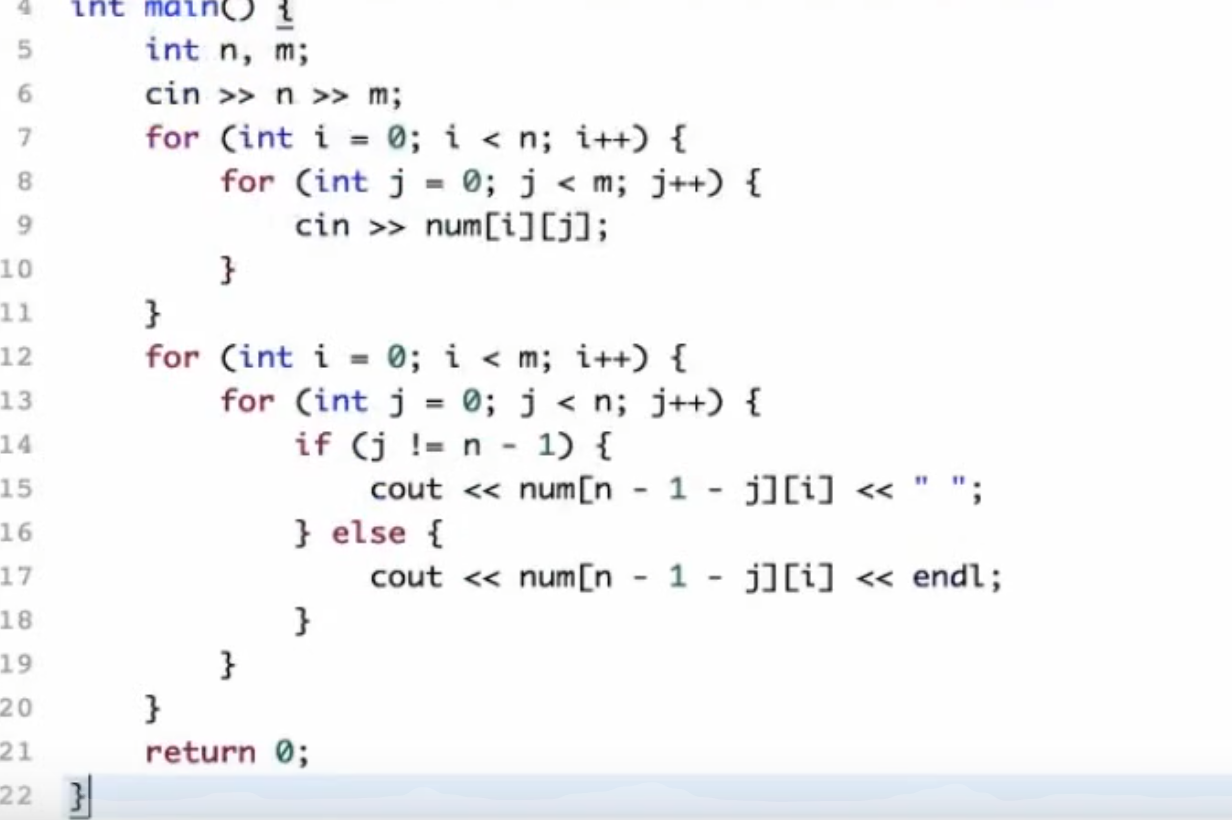 4 int main() {
5 int n, m;
6 cin >> n >> m;
7 for (int i = 0; i < n; i++) {
8 for (int j = 0; j < m; j++) {
9 cin >> num[i][j];
10 }
11 }
12 for (int i = 0; i < m; i++) {
13 for (int j = 0; j < n; j++) {
14 if (j != n - 1) {
15 cout << num[n - 1 - j][i] << " ";
16 } else {
17 cout << num[n - 1 - j][i] << endl;
18 }
19 }
20 }
21 return 0;
22 }